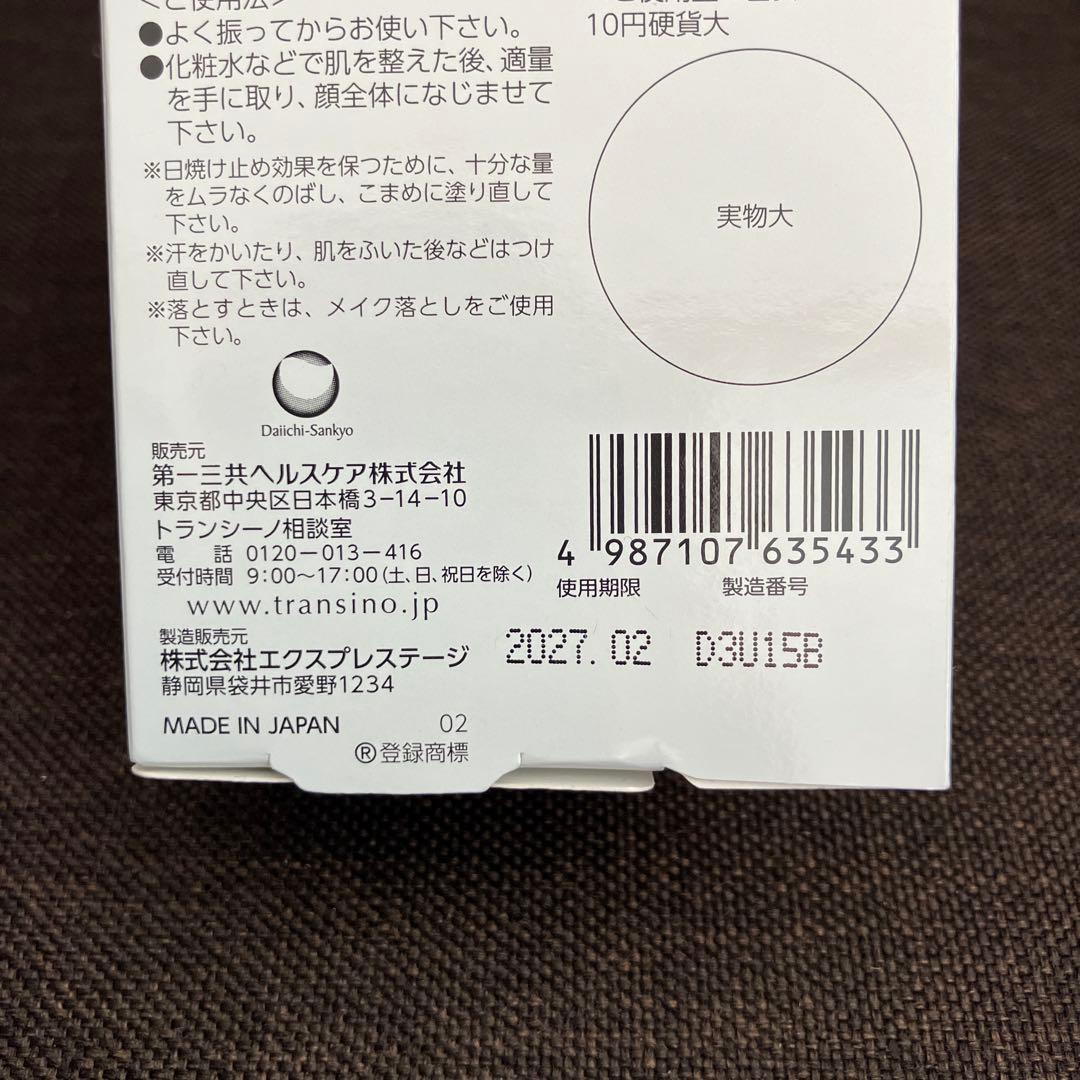 <ご使用法>
●よく振ってからお使い下さい。
●化粧水などで肌を整えた後、適量
を手に取り、顔全体になじませて
下さい。
※日焼け止め効果を保つために、十分な量
をムラなくのばし、こまめに塗り直して
下さい。
※汗をかいたり、肌をふいた後などはつけ
直して下さい。
※落とすときは、メイク落としをご使用
下さい。
Daiichi-Sankyo
販売元
第一三共ヘルスケア株式会社
東京都中央区日本橋3-14-10
トランシーノ相談室
電 話 0120-013-416
受付時間 9:00~17:00(土、日、祝日を除く)
www.transino.jp
製造販売元
株式会社エクスプレステージ
静岡県袋井市愛野1234
MADE IN JAPAN 02
®登録商標
10円硬貨大
実物大
4 987107 635433
使用期限 製造番号
2027.02 D3U15B